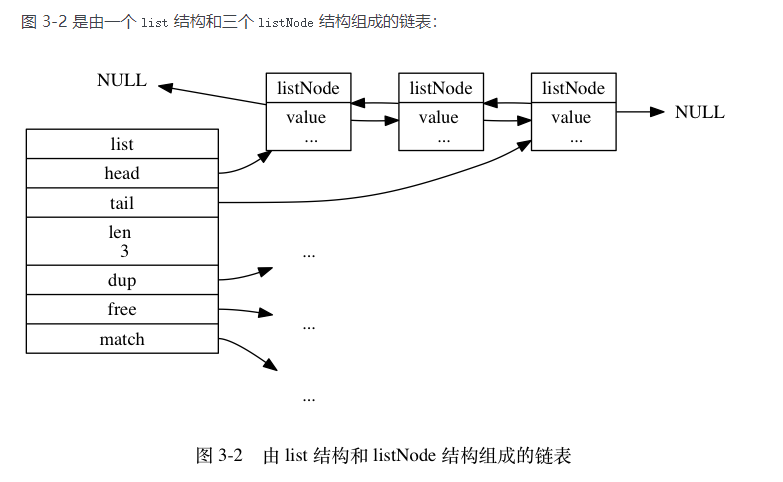 图 3-2 是由一个 list 结构和三个 listNode 结构组成的链表：
NULL
listNode
value
...
listNode
value
...
listNode
value
...
NULL
list
head
tail
len
3
dup
free
match
...
...
...
图 3-2 由 list 结构和 listNode 结构组成的链表